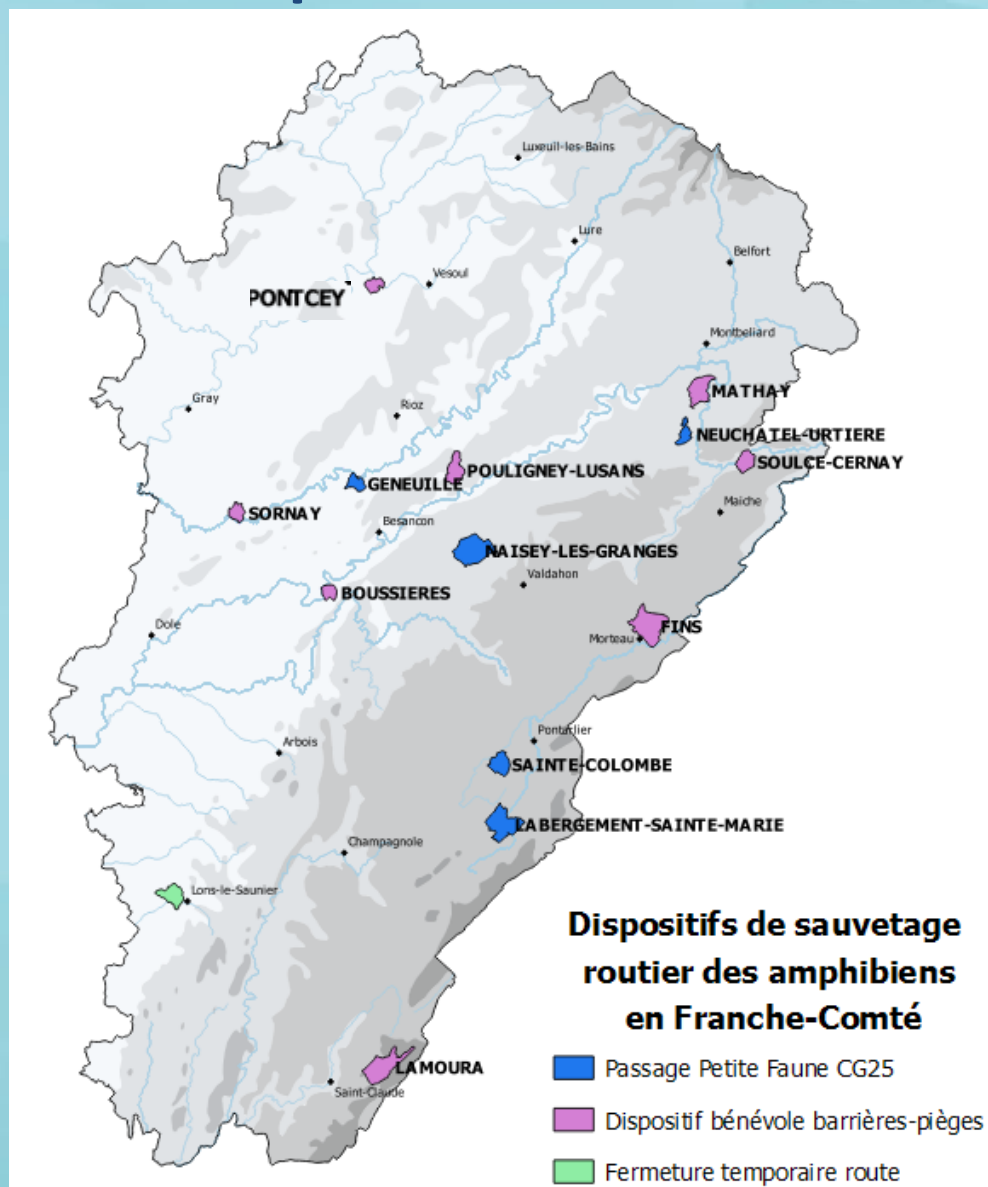 Luxeuil-les-Bains
Lure
Belfort
Vesoul
PONTCEY
Montbeliard
MATHAY
Gray
Rioz
NEUCHATEL-URTIERE
SOULCE-CERNAY
POULIGNEY-LUSANS
GENEUILLE
SORNAY
Maiche
Besancon
NAISEY-LES-GRANGES
Valdahon
BOUSSIERES
FINS
Dole
Morteau
Pontarlier
Arbois
SAINTE-COLOMBE
LABERGEMENT-SAINTE-MARIE
Champagnole
Lons-le-Saunier
Dispositifs de sauvetage
routier des amphibiens
en Franche-Comté
LAMOURA
Saint-Claude
Passage Petite Faune CG25
Dispositif bénévole barrières-pièges
Fermeture temporaire route